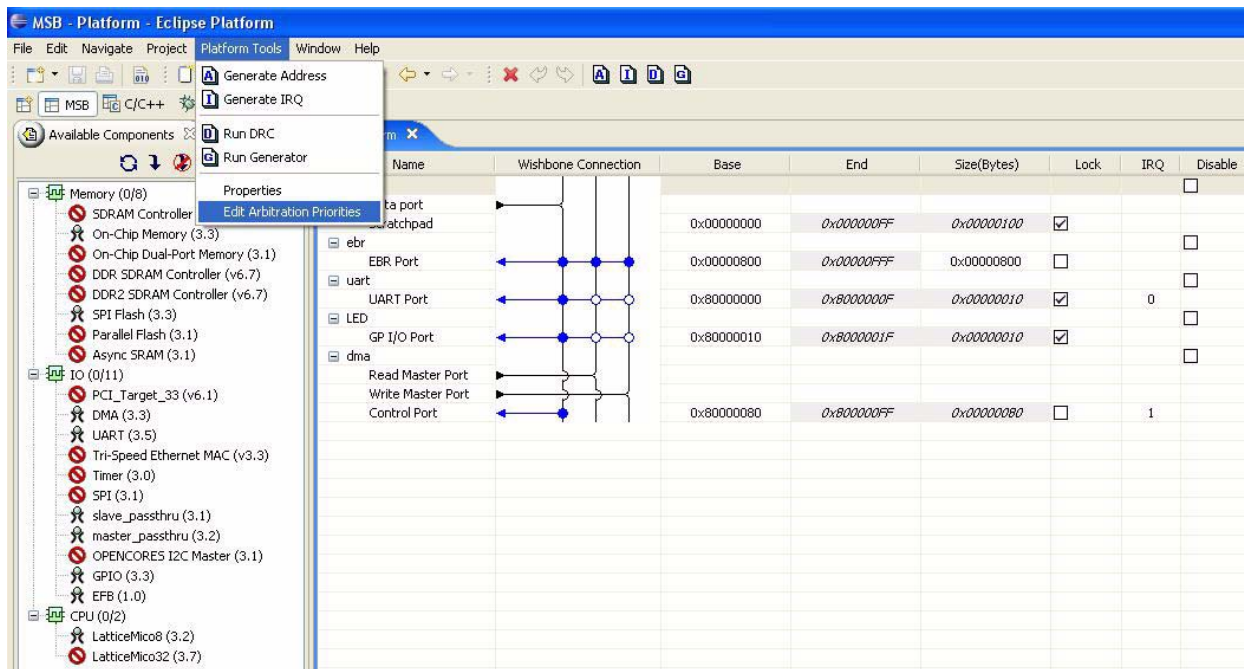 MSB - Platform - Eclipse Platform
File Edit Navigate Project Platform Tools Window Help
A Generate Address
I Generate IRQ
D Run DRC
G Run Generator
Properties
Edit Arbitration Priorities
A I D G
MSB C/C++
Available Components
Name Wishbone Connection Base End Size(Bytes) Lock IRQ Disable
Scratchpad 0x00000000 0x000000FF 0x00000100
ebr
EBR Port 0x00000800 0x00000FFF 0x00000800
uart
UART Port 0x80000000 0x8000000F 0x00000010 0
LED
GP I/O Port 0x80000010 0x8000001F 0x00000010
dma
Read Master Port
Write Master Port
Control Port 0x80000080 0x800000FF 0x00000080 1
Memory (0/8)
SDRAM Controller
On-Chip Memory (3.3)
On-Chip Dual-Port Memory (3.1)
DDR SDRAM Controller (v6.7)
DDR2 SDRAM Controller (v6.7)
SPI Flash (3.3)
Parallel Flash (3.1)
Async SRAM (3.1)
IO (0/11)
PCI_Target_33 (v6.1)
DMA (3.3)
UART (3.5)
Tri-Speed Ethernet MAC (v3.3)
Timer (3.0)
SPI (3.1)
slave_passthru (3.1)
master_passthru (3.2)
OPENCORES I2C Master (3.1)
GPIO (3.3)
EFB (1.0)
CPU (0/2)
LatticeMico8 (3.2)
LatticeMico32 (3.7)